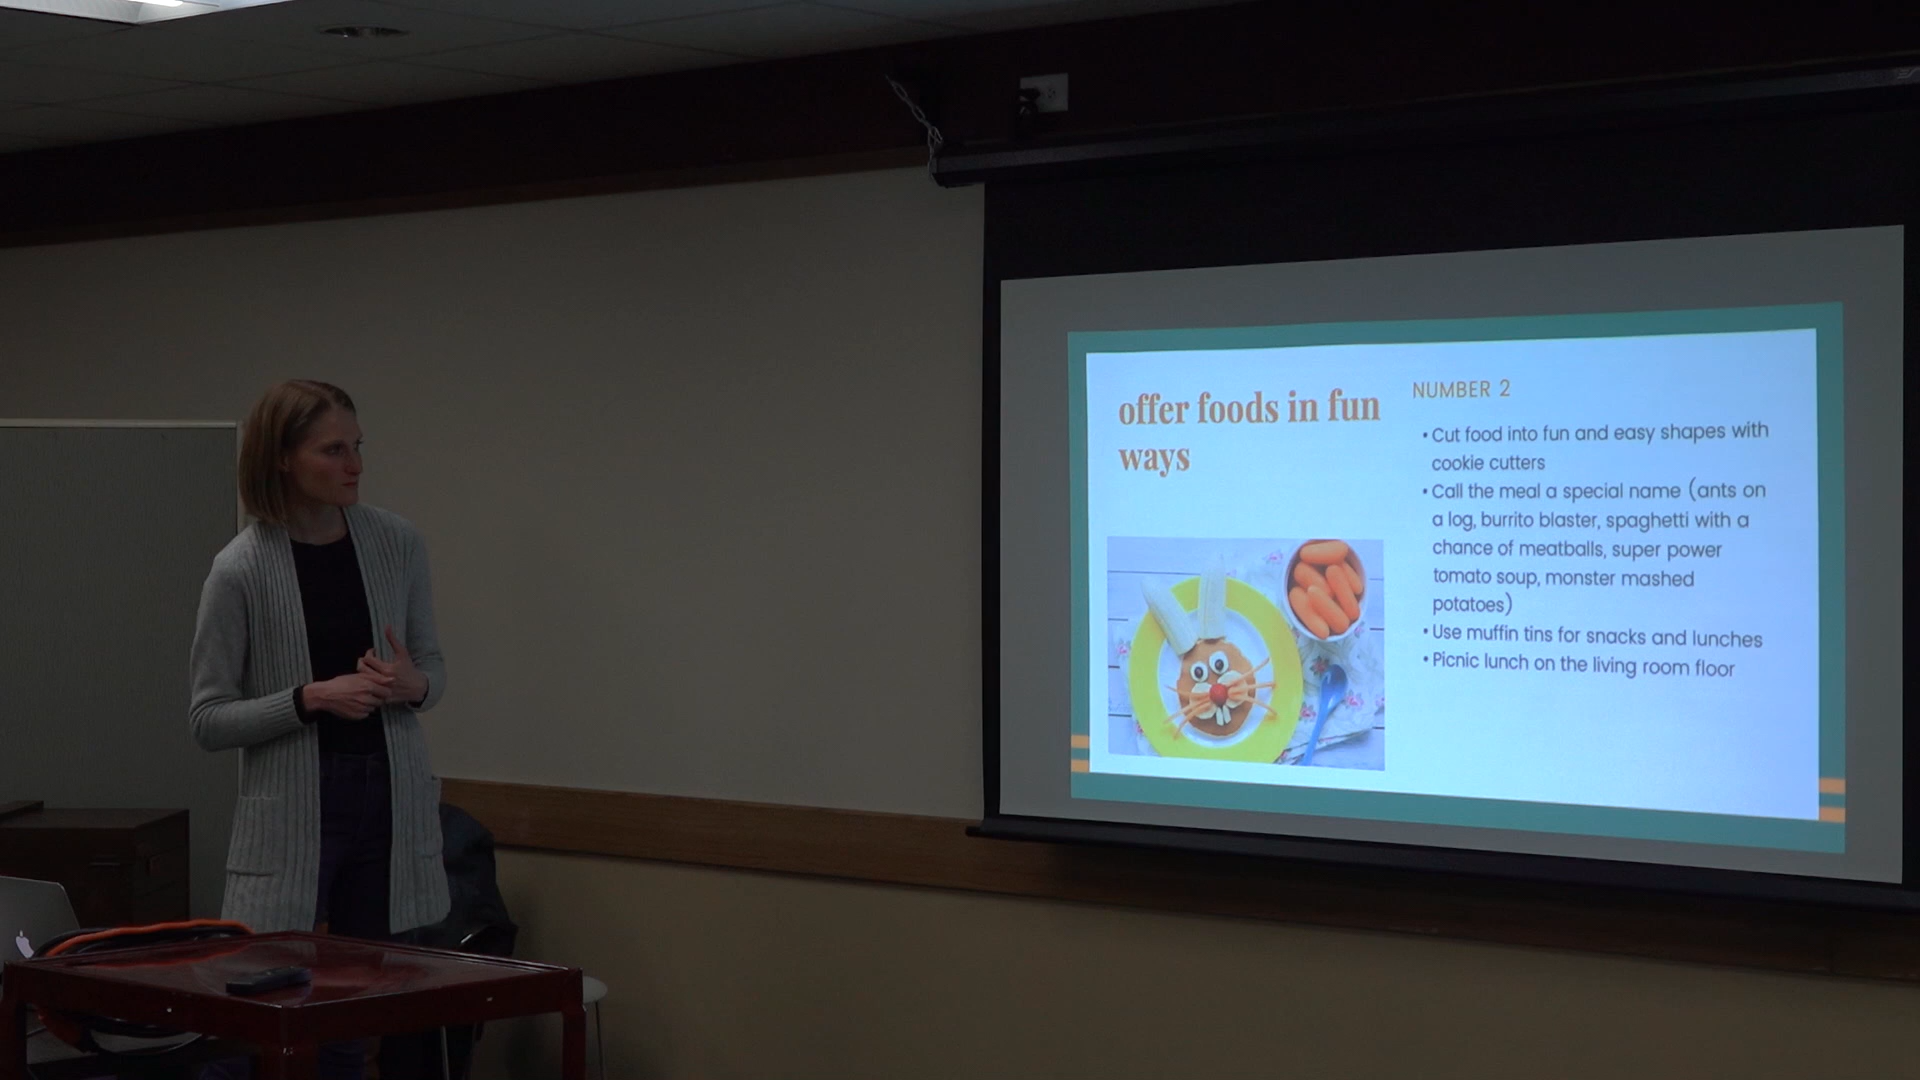 offer foods in fun
ways
NUMBER 2
• Cut food into fun and easy shapes with
cookie cutters
• Call the meal a special name (ants on
a log, burrito blaster, spaghetti with a
chance of meatballs, super power
tomato soup, monster mashed
potatoes)
• Use muffin tins for snacks and lunches
• Picnic lunch on the living room floor